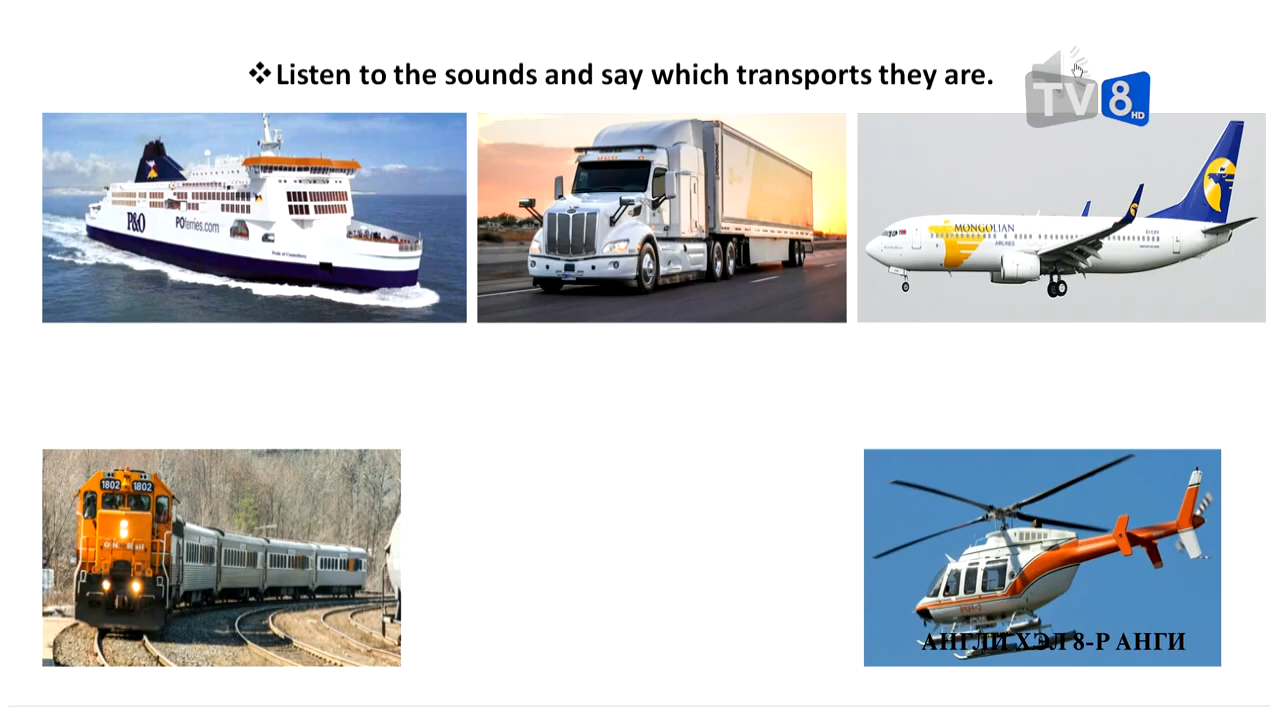 ❖Listen to the sounds and say which transports they are.
TV8 HD
P&O
POferries.com
MONGOLIAN
AIRLINES
1802 1802
АНГЛИ ХЭЛ 8-Р АНГИ